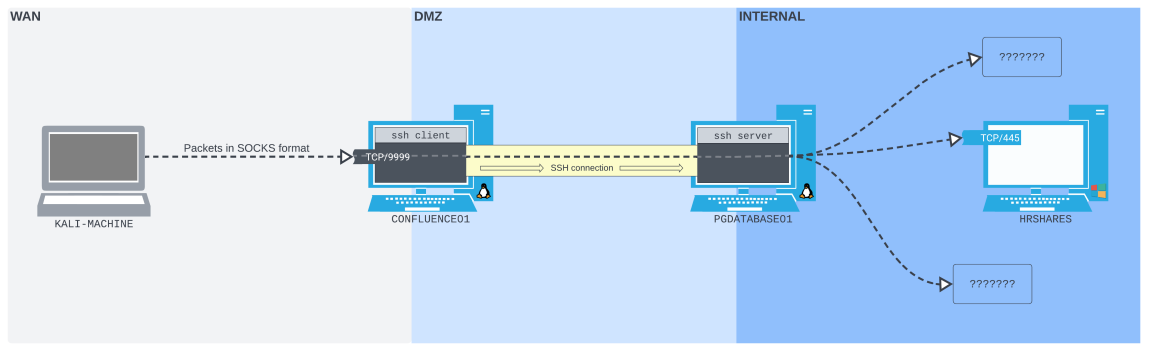 WAN
DMZ
INTERNAL
???????
ssh client
ssh server
Packets in SOCKS format
TCP/9999
TCP/445
SSH connection
KALI-MACHINE
CONFLUENCE01
PGDATABASE01
HRSHARES
???????